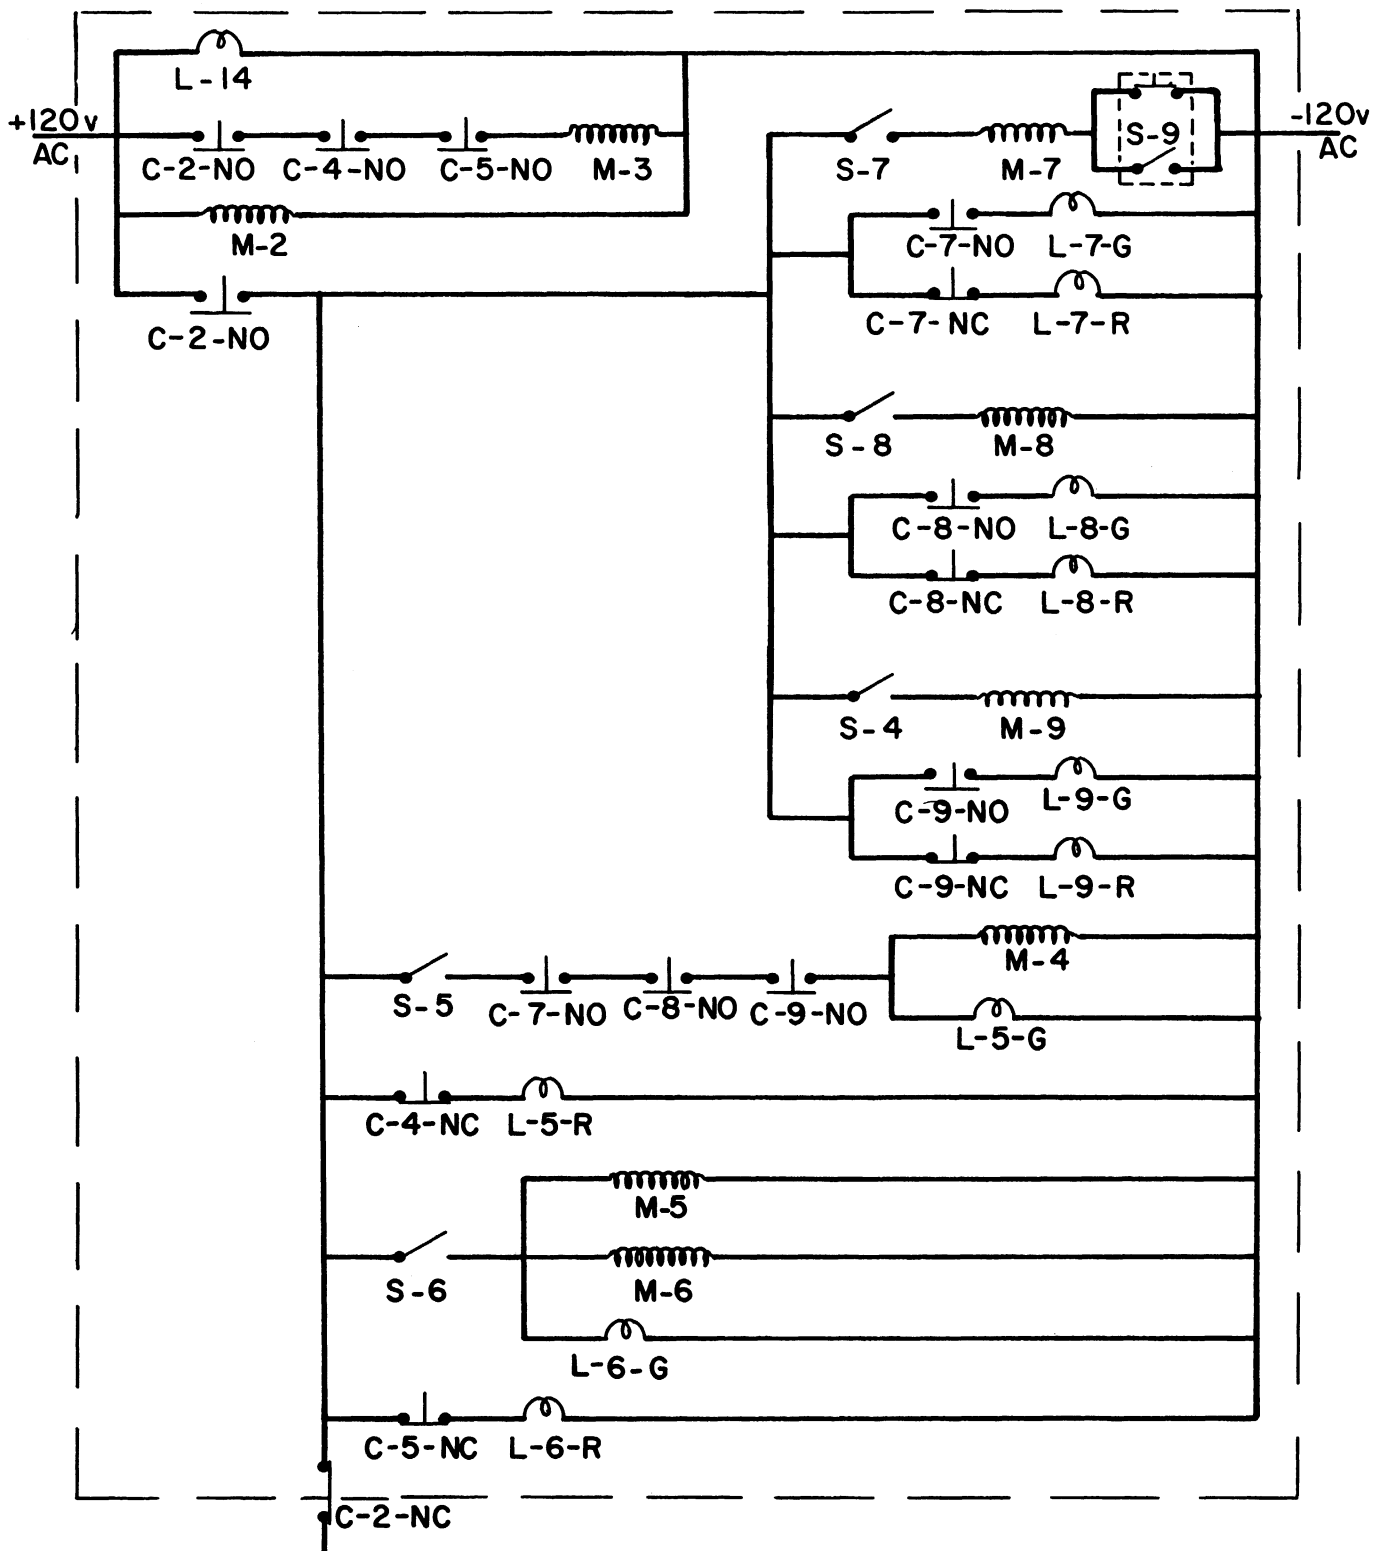 L-14
+120v
AC
C-2-NO
C-4-NO
C-5-NO
M-3
M-2
C-2-NO
S-7
M-7
S-9
-120v
AC
C-7-NO
L-7-G
C-7-NC
L-7-R
S-8
M-8
C-8-NO
L-8-G
C-8-NC
L-8-R
S-4
M-9
C-9-NO
L-9-G
C-9-NC
L-9-R
M-4
S-5
C-7-NO
C-8-NO
C-9-NO
L-5-G
C-4-NC
L-5-R
M-5
S-6
M-6
L-6-G
C-5-NC
L-6-R
C-2-NC